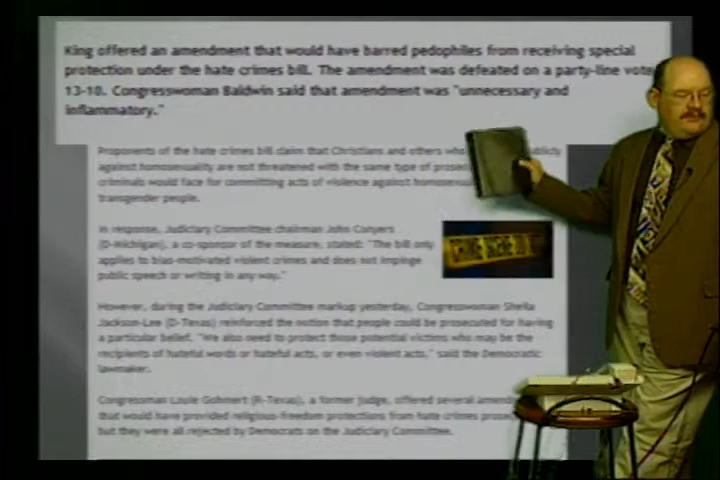 King offered an amendment that would have barred pedophiles from receiving special
protection under the hate crimes bill. The amendment was defeated on a party-line vote
13-10. Congresswoman Baldwin said that amendment was "unnecessary and
inflammatory."
Proponents of the hate crimes bill claim that Christians and others who
against homosexuality are not threatened with the same type of
criminals would face for committing acts of violence against
transgender people.
In response, Judiciary Committee chairman John Conyers
(D-Michigan), a co-sponsor of the measure, stated: "The bill only
applies to bias-motivated violent crimes and does not impinge
public speech or writing in any way."
CRIME SCENE DO
However, during the Judiciary Committee markup yesterday, Congresswoman Sheila
Jackson-Lee (D-Texas) reinforced the notion that people could be prosecuted for having
a particular belief. "We also need to protect those potential victims who may be the
recipients of hateful words or hateful acts, or even violent acts," said the Democratic
lawmaker.
Congressman Louie Gohmert (R-Texas), a former judge, offered several
that would have provided religious-freedom protections from hate crimes
but they were all rejected by Democrats on the Judiciary Committee.